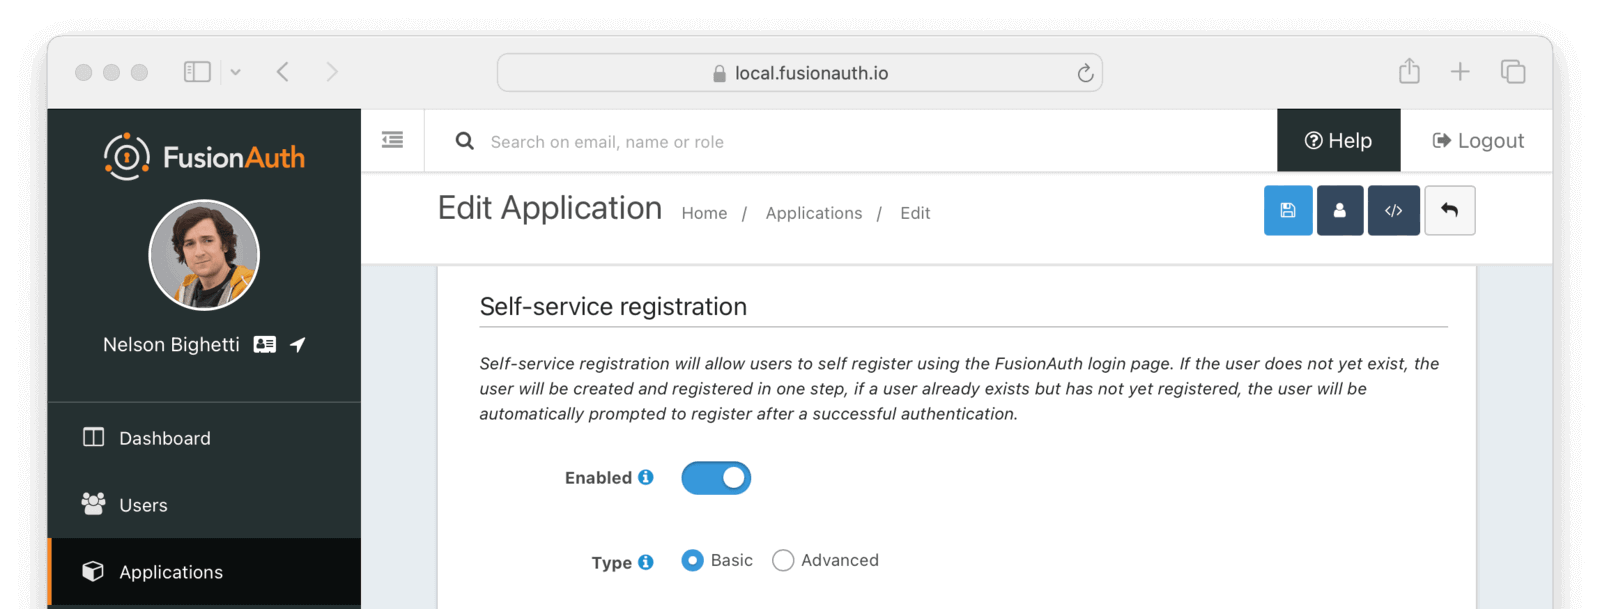 local.fusionauth.io
FusionAuth
Search on email, name or role
Help
Logout
Edit Application
Home / Applications / Edit
Nelson Bighetti
Self-service registration
Self-service registration will allow users to self register using the FusionAuth login page. If the user does not yet exist, the
user will be created and registered in one step, if a user already exists but has not yet registered, the user will be
automatically prompted to register after a successful authentication.
Dashboard
Users
Applications
Enabled
Type
Basic
Advanced